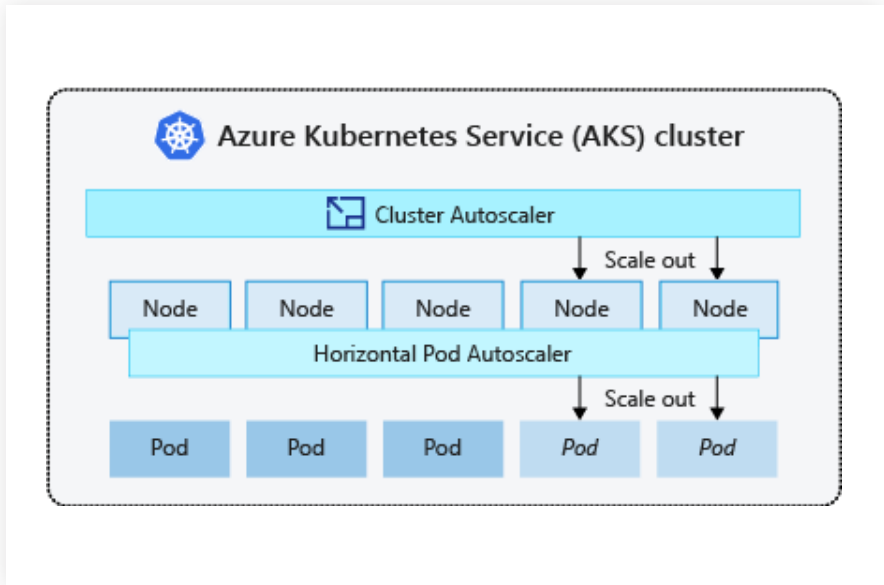 Azure Kubernetes Service (AKS) cluster
Cluster Autoscaler
Scale out
Node Node Node Node Node
Horizontal Pod Autoscaler
Scale out
Pod Pod Pod Pod Pod